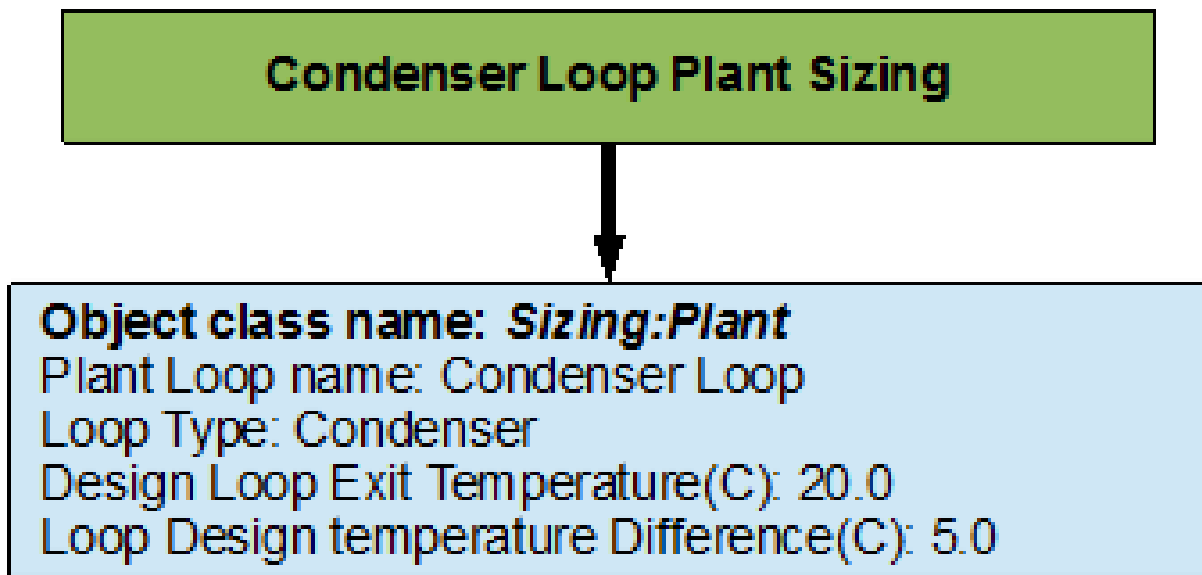 Condenser Loop Plant Sizing
Object class name: Sizing:Plant
Plant Loop name: Condenser Loop
Loop Type: Condenser
Design Loop Exit Temperature(C): 20.0
Loop Design temperature Difference(C): 5.0